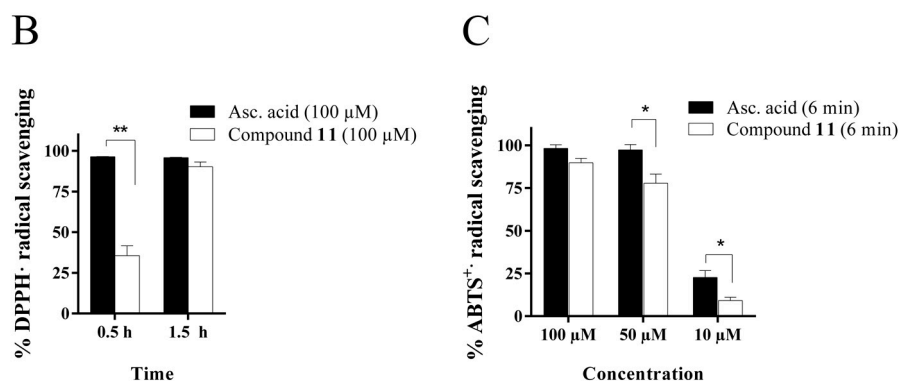 B
% DPPH· radical scavenging
Asc. acid (100 µM)
Compound 11 (100 µM)
**
100
75
50
25
0
0.5 h
1.5 h
Time
C
% ABTS⁺· radical scavenging
Asc. acid (6 min)
Compound 11 (6 min)
*
*
100
75
50
25
0
100 µM
50 µM
10 µM
Concentration